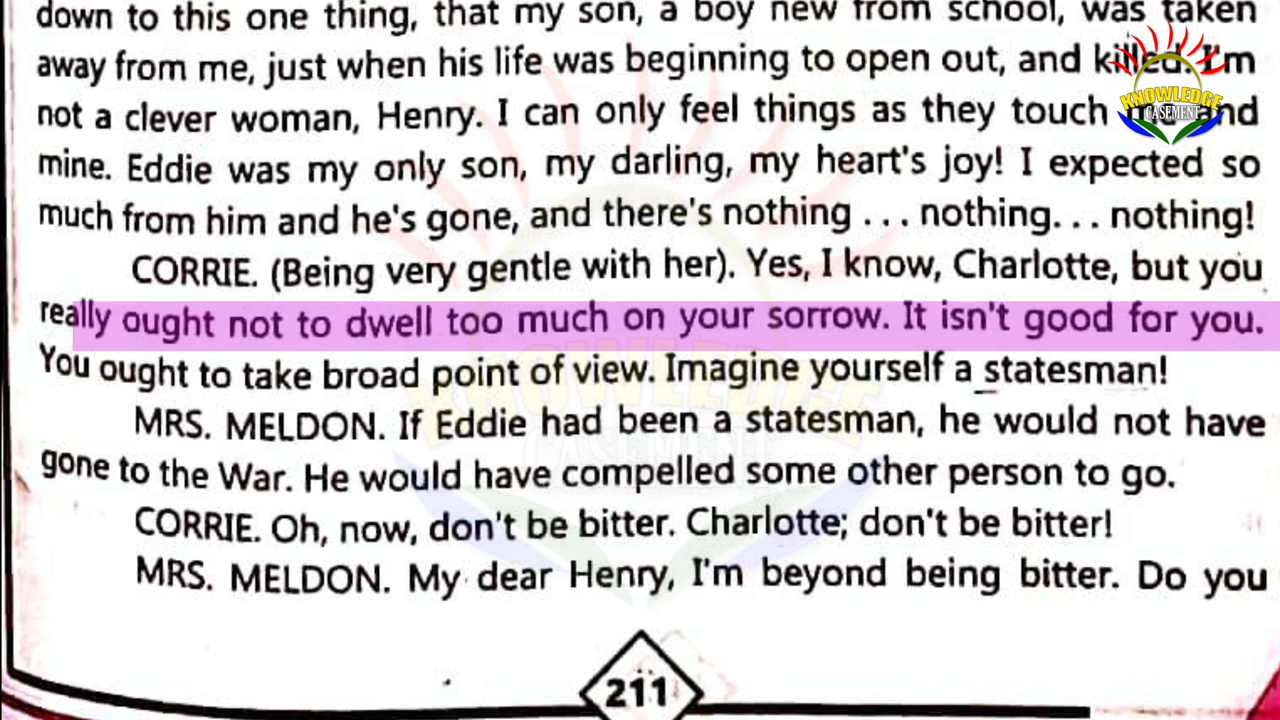 down to this one thing, that my son, a boy new from school, was taken
away from me, just when his life was beginning to open out, and killed. I'm
not a clever woman, Henry. I can only feel things as they touch me and
mine. Eddie was my only son, my darling, my heart's joy! I expected so
much from him and he's gone, and there's nothing . . . nothing. . . nothing!
CORRIE. (Being very gentle with her). Yes, I know, Charlotte, but you
really ought not to dwell too much on your sorrow. It isn't good for you.
You ought to take broad point of view. Imagine yourself a statesman!
MRS. MELDON. If Eddie had been a statesman, he would not have
gone to the War. He would have compelled some other person to go.
CORRIE. Oh, now, don't be bitter. Charlotte; don't be bitter!
MRS. MELDON. My dear Henry, I'm beyond being bitter. Do you
211
KNOWLEDGE
CASEMENT
KNOWLEDGE
CASEMENT